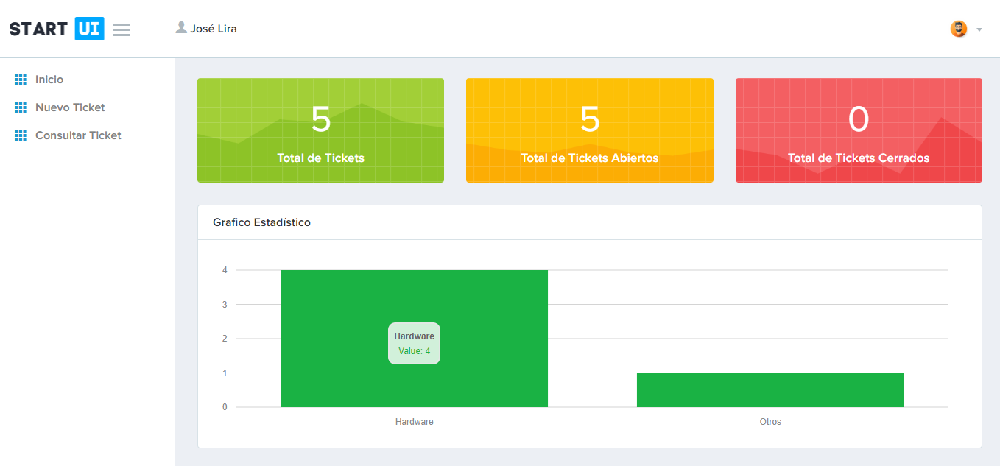 START UI
José Lira
Inicio
Nuevo Ticket
Consultar Ticket
5
Total de Tickets
5
Total de Tickets Abiertos
0
Total de Tickets Cerrados
Grafico Estadístico
4
3
2
1
0
Hardware
Value: 4
Hardware
Otros